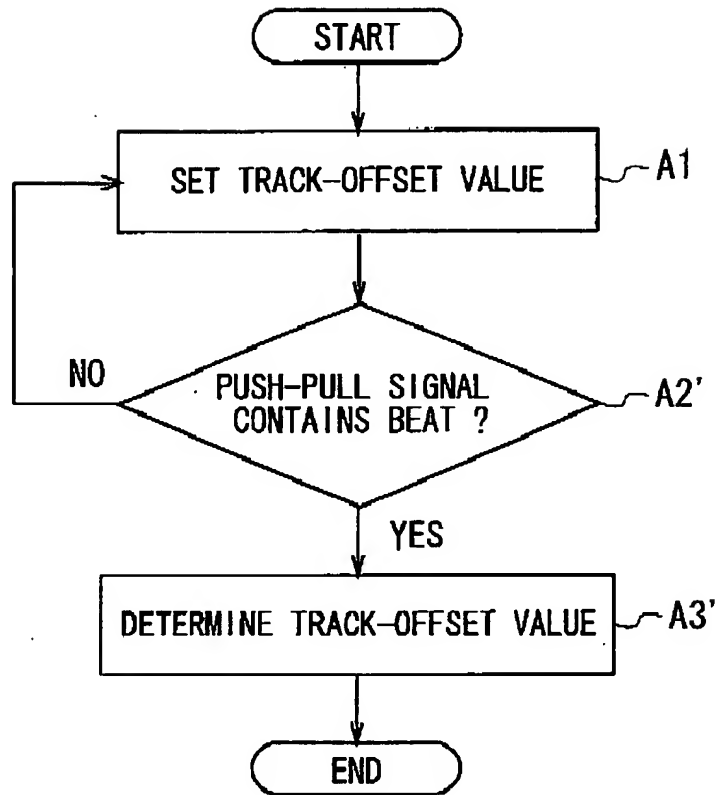 START
SET TRACK-OFFSET VALUE
A1
NO
PUSH-PULL SIGNAL
CONTAINS BEAT ?
A2'
YES
DETERMINE TRACK-OFFSET VALUE
A3'
END